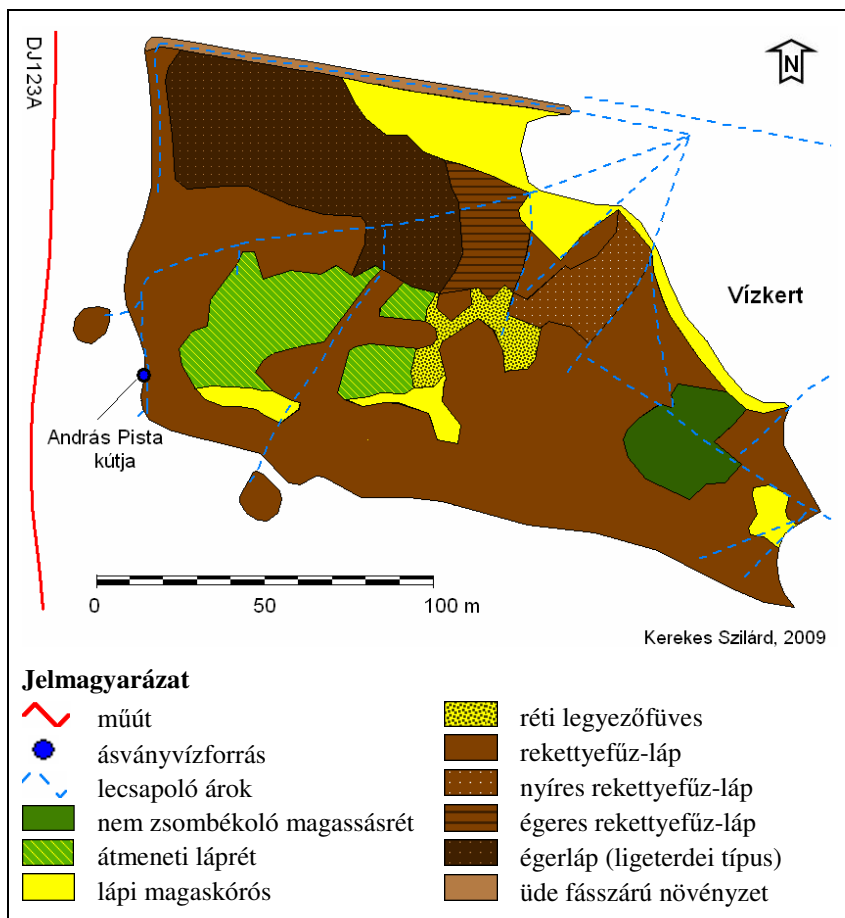 DJ123A
N
Vízkert
András Pista
kútja
0 50 100 m
Kerekes Szilárd, 2009
Jelmagyarázat
műút
ásványvízforrás
lecsapoló árok
nem zsombékoló magassásrét
átmeneti láprét
lápi magaskórós
réti legyezőfüves
rekettyefűz-láp
nyíres rekettyefűz-láp
égeres rekettyefűz-láp
égerláp (ligeterdei típus)
üde fásszárú növényzet